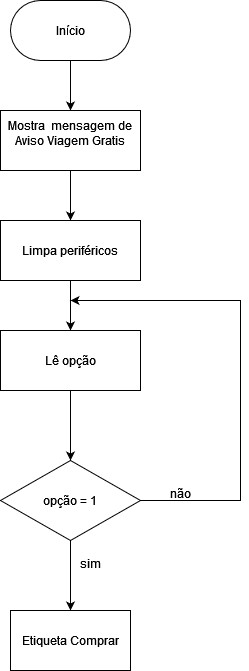 Início
Mostra mensagem de
Aviso Viagem Gratis
Limpa periféricos
Lê opção
opção = 1
não
sim
Etiqueta Comprar